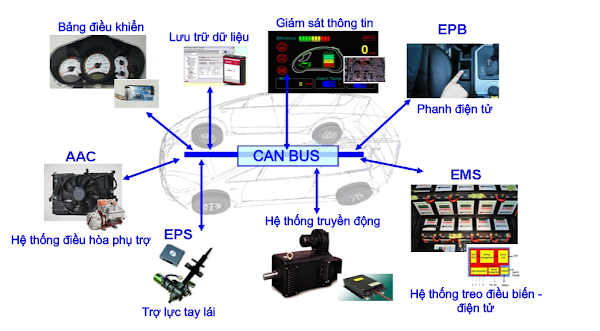 Bảng điều khiển
Lưu trữ dữ liệu
Giám sát thông tin
EPB
Phanh điện tử
AAC
CAN BUS
EMS
Hệ thống điều hòa phụ trợ
EPS
Hệ thống truyền động
Trợ lực tay lái
Hệ thống treo điều biến -
điện tử